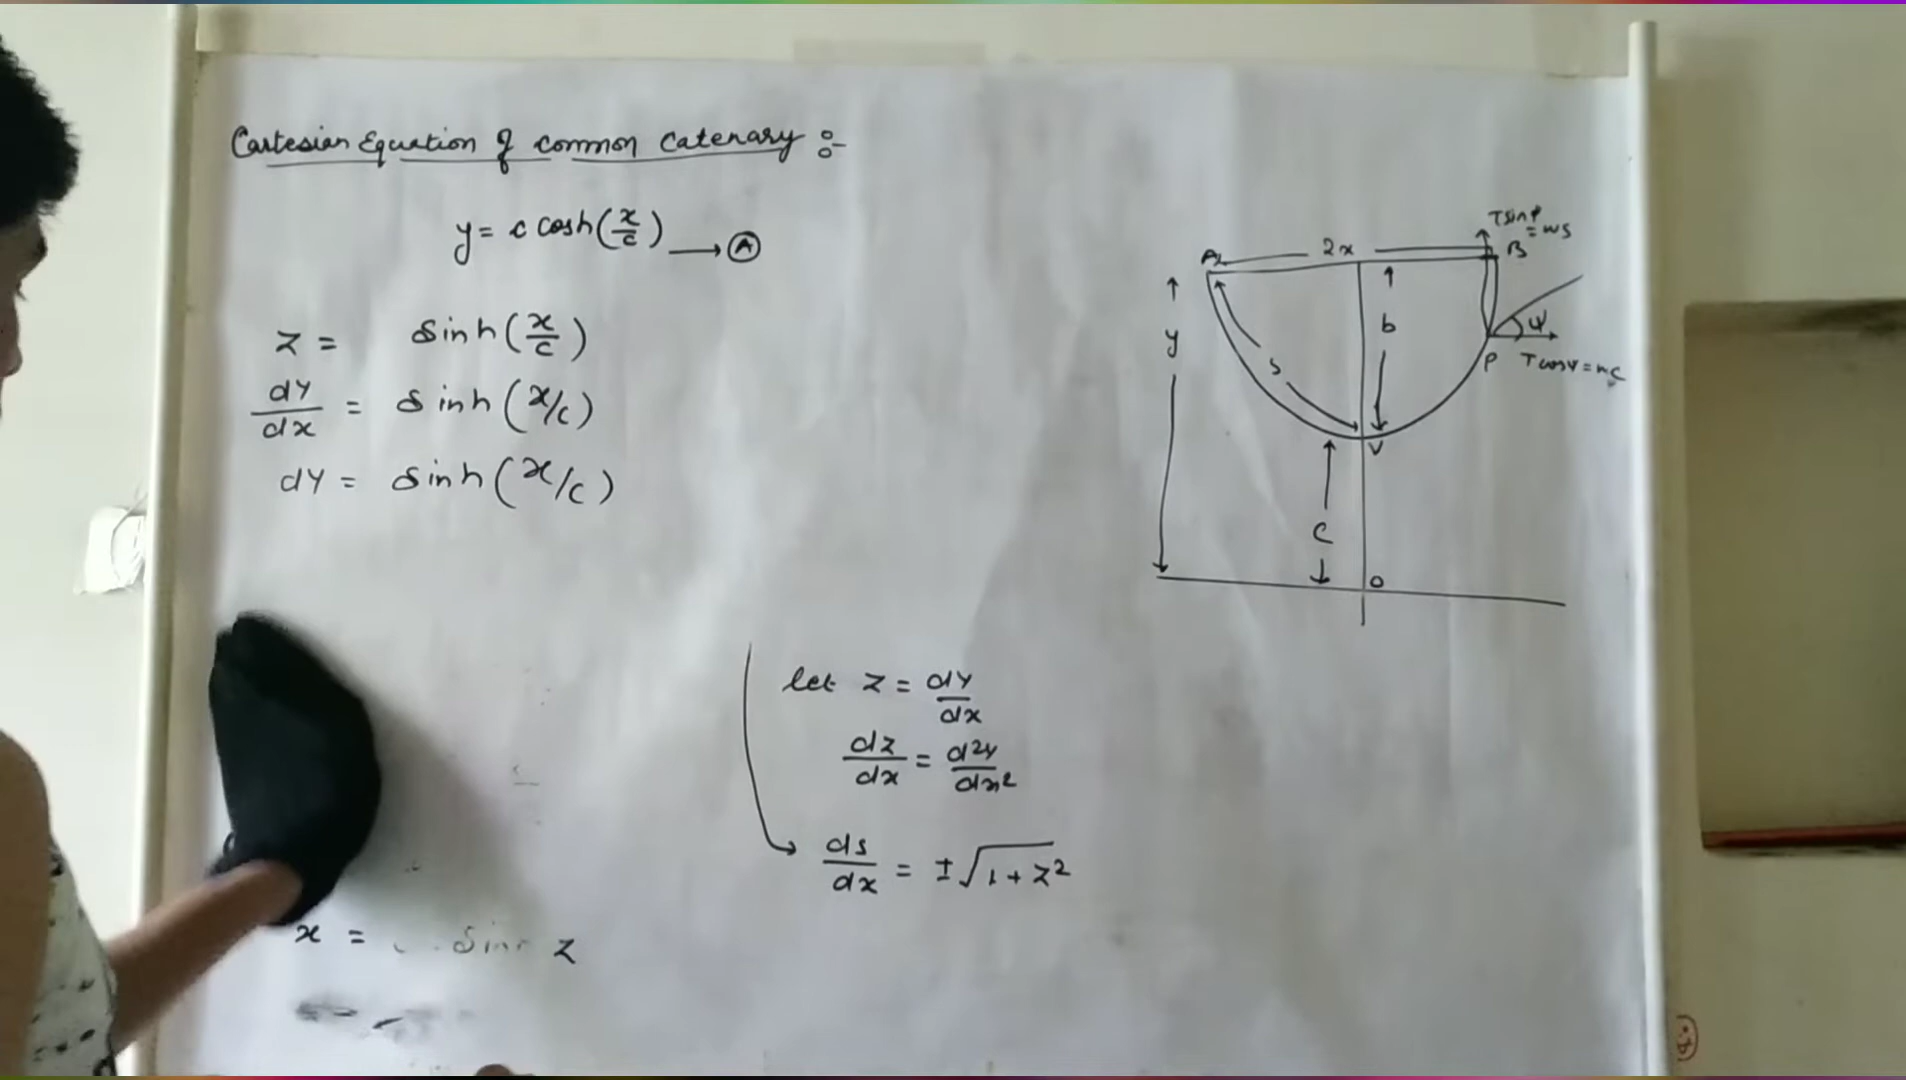 Cartesian Equation of common catenary :-
y = c cosh(x/c) → Ⓐ
z = sinh(x/c)
dy/dx = sinh(x/c)
dy = sinh(x/c)
let z = dy/dx
dz/dx = d2y/dx2
ds/dx = ±√1+z2
x = z
Tsinψ
= ws
A 2x B
y b ψ
s P Tcosψ =
V
c
O